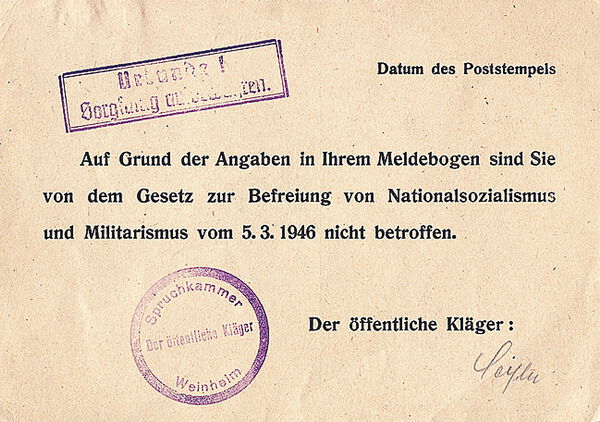 Urkunde!
Sorgfältig aufbewahren.
Datum des Poststempels
Auf Grund der Angaben in Ihrem Meldebogen sind Sie
von dem Gesetz zur Befreiung von Nationalsozialismus
und Militarismus vom 5. 3. 1946 nicht betroffen.
Spruchkammer
Der öffentliche Kläger
Weinheim
Der öffentliche Kläger: